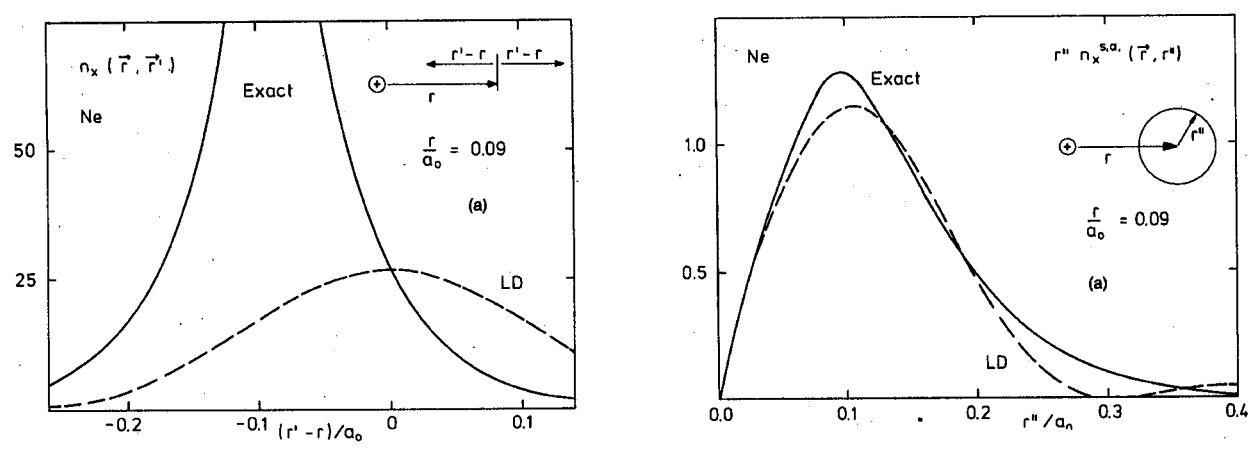 n_x (r⃗, r⃗'.)
Ne
Exact
r'-r r'-r
⊕
r
r/a₀ = 0.09
(a)
50
25
LD
-0.2 -0.1 0 0.1
(r'-r)/a₀
Ne
r'' n_x^{s,a,} (r⃗, r'')
Exact
⊕
r
r''
r/a₀ = 0.09
(a)
1.0
0.5
LD
0.0 0.1 0.2 0.3 0.4
r''/a₀